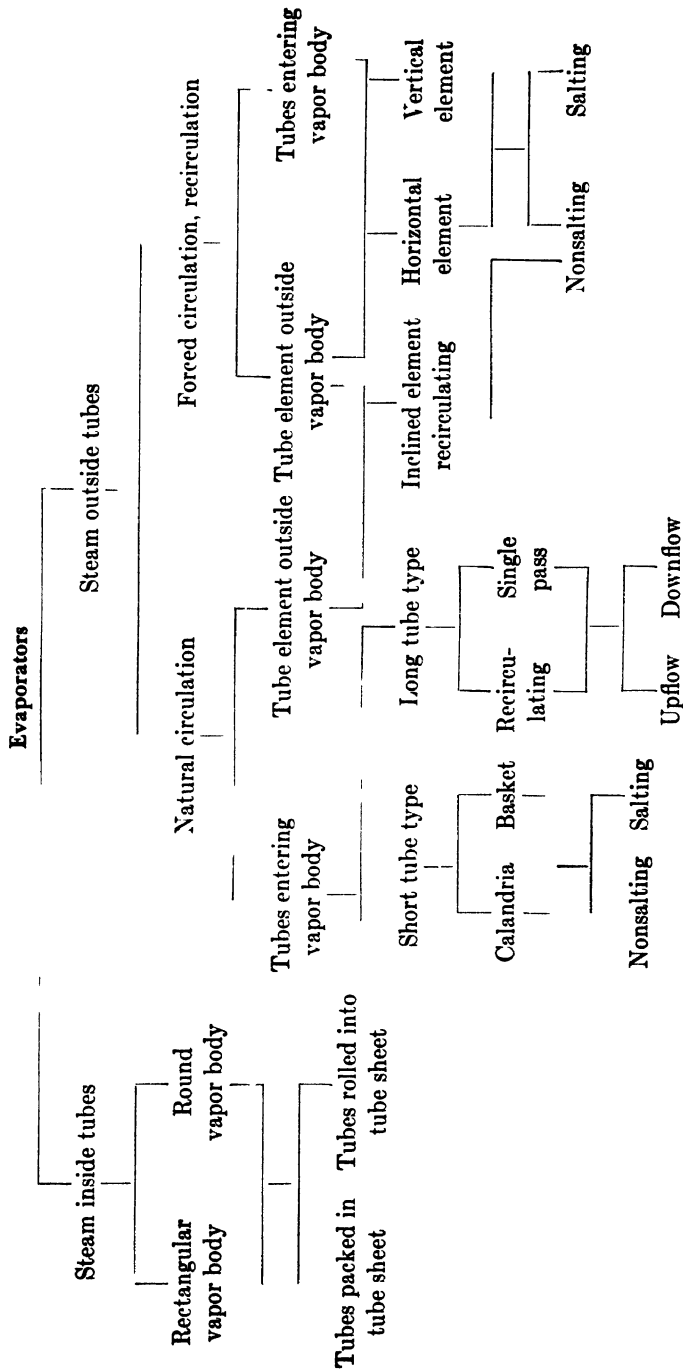 Evaporators
Steam inside tubes
Steam outside tubes
Rectangular
vapor body
Round
vapor body
Natural circulation
Forced circulation, recirculation
Tubes packed in
tube sheet
Tubes rolled into
tube sheet
Tubes entering
vapor body
Tube element outside
vapor body
Tube element outside
vapor body
Tubes entering
vapor body
Short tube type
Long tube type
Inclined element
recirculating
Horizontal
element
Vertical
element
Calandria
Basket
Recircu-
lating
Single
pass
Nonsalting
Salting
Nonsalting
Salting
Upflow
Downflow